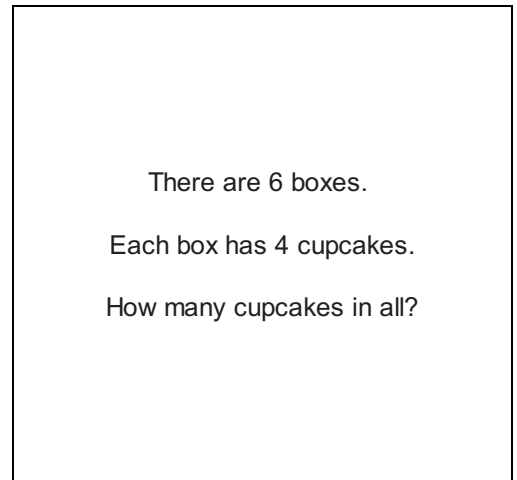 There are 6 boxes.
Each box has 4 cupcakes.
How many cupcakes in all?